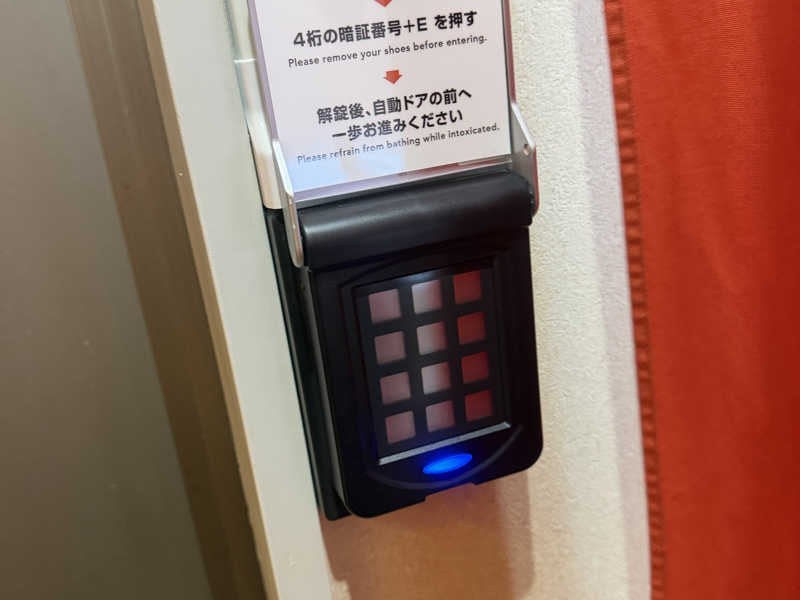 4桁の暗証番号+E を押す
Please remove your shoes before entering.
解錠後、自動ドアの前へ
一歩お進みください
Please refrain from bathing while intoxicated.